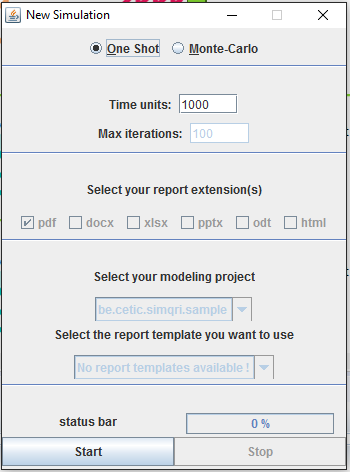 New Simulation
One Shot Monte-Carlo
Time units: 1000
Max iterations: 100
Select your report extension(s)
pdf docx xlsx pptx odt html
Select your modeling project
be.cetic.simqri.sample
Select the report template you want to use
No report templates available !
status bar 0 %
Start Stop